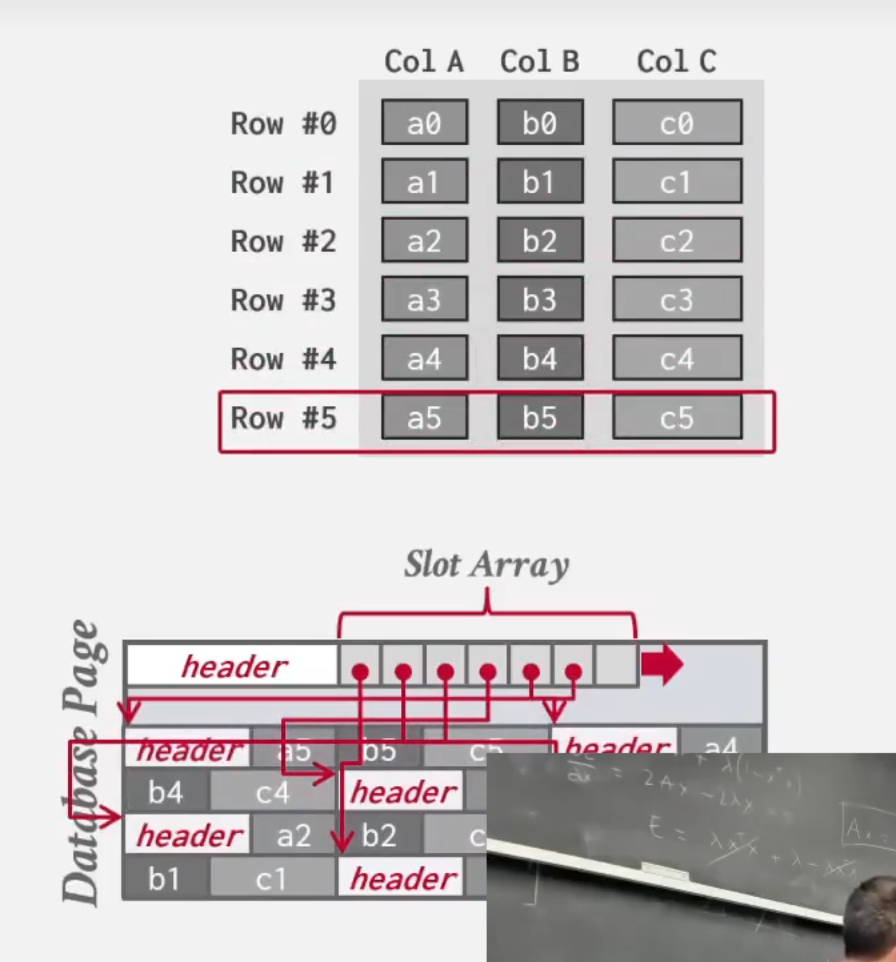 Col A Col B Col C
Row #0 a0 b0 c0
Row #1 a1 b1 c1
Row #2 a2 b2 c2
Row #3 a3 b3 c3
Row #4 a4 b4 c4
Row #5 a5 b5 c5
Slot Array
Database Page
header
header a5 b5 c5 header a4
b4 c4 header
header a2 b2 c
b1 c1 header
E =